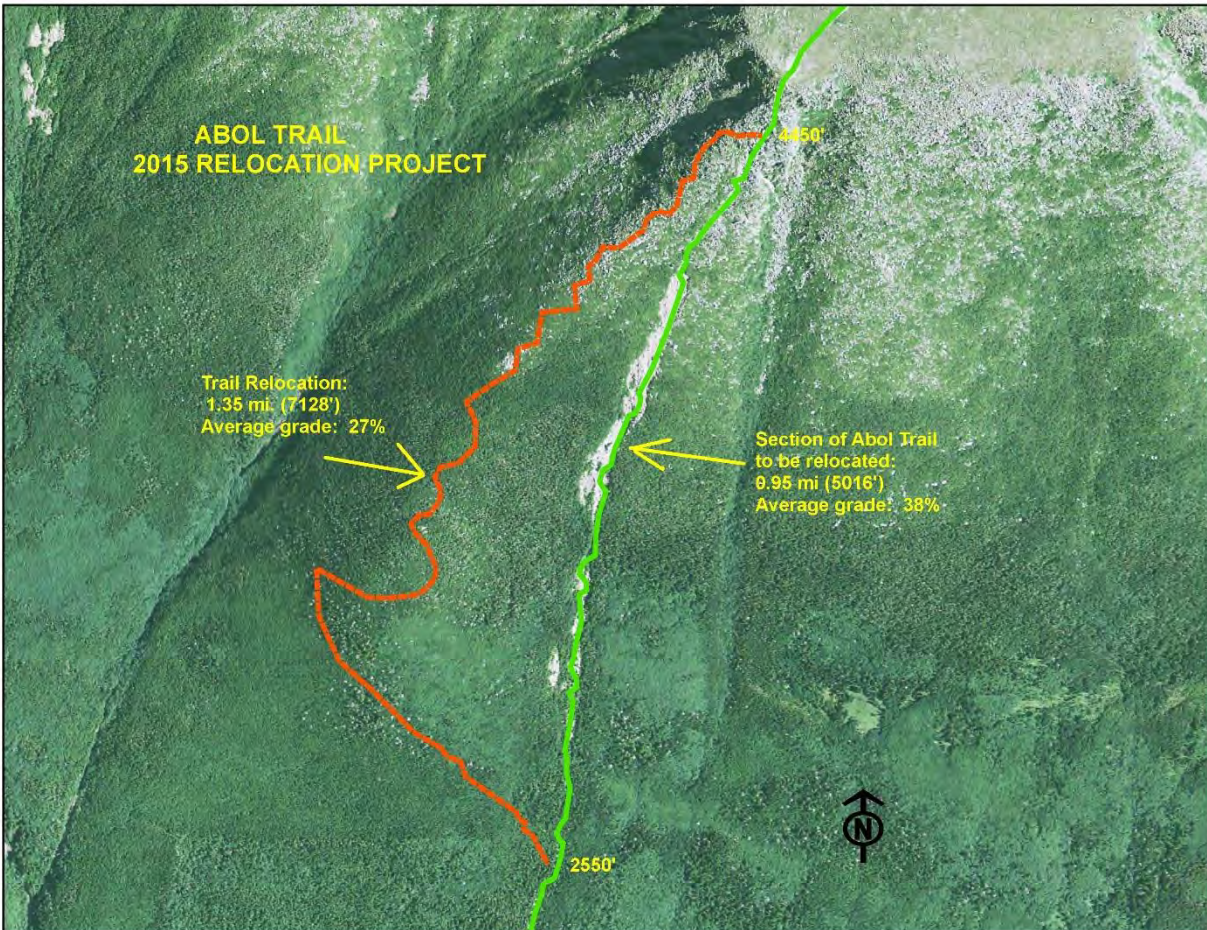 ABOL TRAIL
2015 RELOCATION PROJECT
4450'
Trail Relocation:
1.35 mi. (7128')
Average grade: 27%
Section of Abol Trail
to be relocated:
0.95 mi (5016')
Average grade: 38%
N
2550'